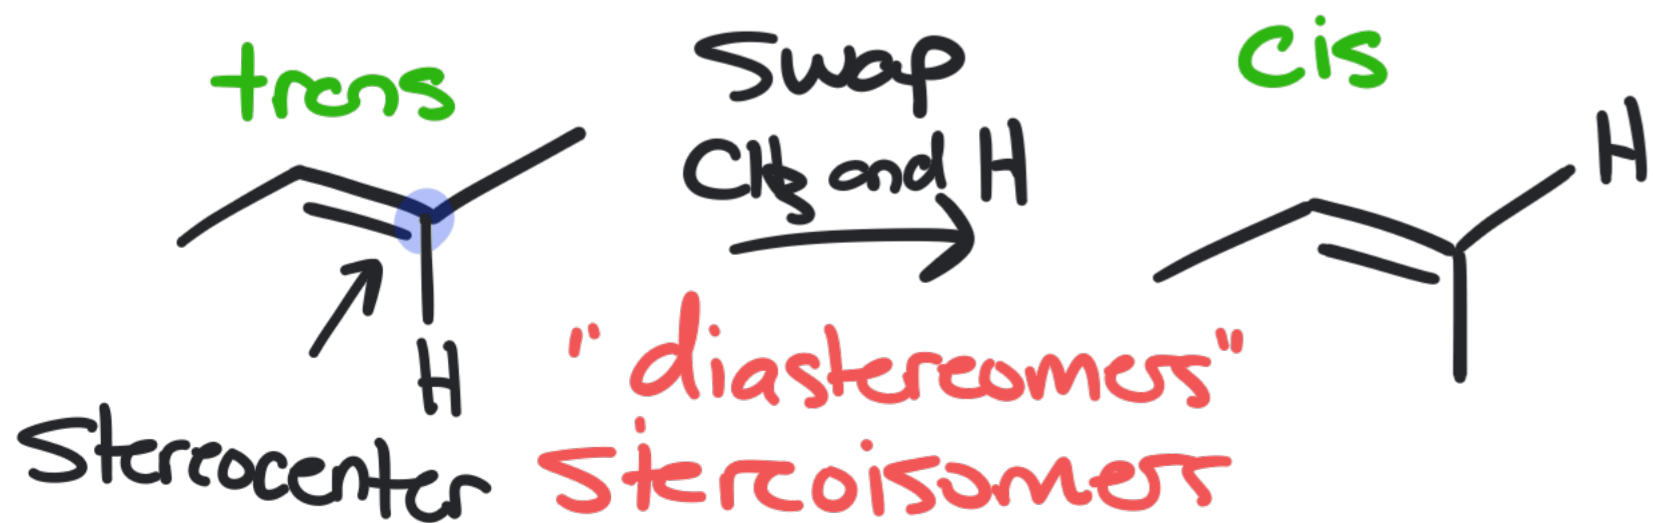 trans
Swap
CH3 and H
cis
H
H
"diastereomers"
Stereocenter
stereoisomers